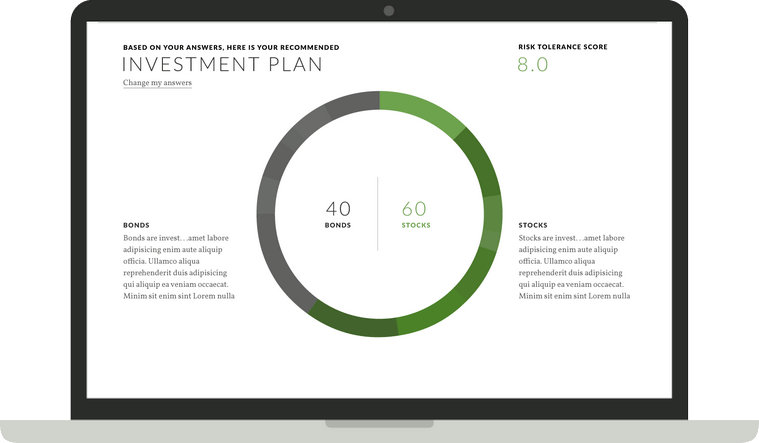 BASED ON YOUR ANSWERS, HERE IS YOUR RECOMMENDED
INVESTMENT PLAN
Change my answers
RISK TOLERANCE SCORE
8.0
40
BONDS
60
STOCKS
BONDS
Bonds are invest…amet labore
adipisicing enim aute aliquip
officia. Ullamco aliqua
reprehenderit duis adipisicing
qui aliquip ea veniam occaecat.
Minim sit enim sint Lorem nulla
STOCKS
Stocks are invest…amet labore
adipisicing enim aute aliquip
officia. Ullamco aliqua
reprehenderit duis adipisicing
qui aliquip ea veniam occaecat.
Minim sit enim sint Lorem nulla